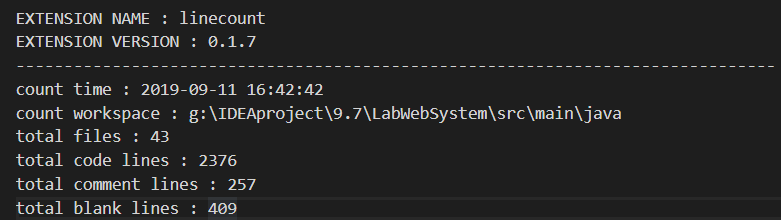 EXTENSION NAME : linecount
EXTENSION VERSION : 0.1.7
-------------------------------------------------------------------------------
count time : 2019-09-11 16:42:42
count workspace : g:\IDEAproject\9.7\LabWebSystem\src\main\java
total files : 43
total code lines : 2376
total comment lines : 257
total blank lines : 409